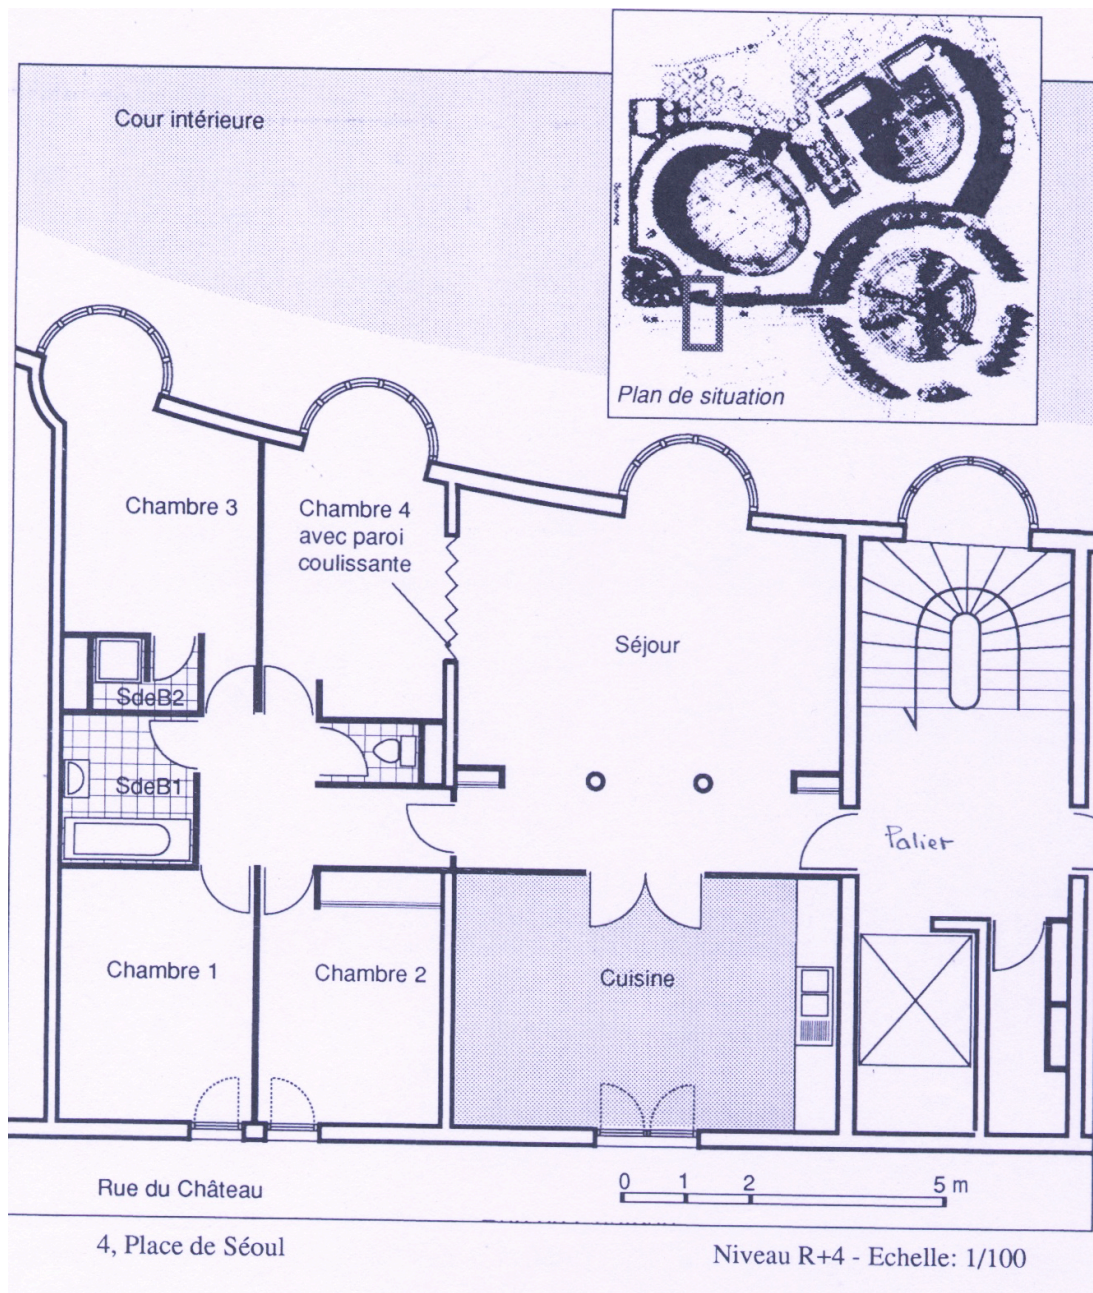 Cour intérieure
Plan de situation
Chambre 3
Chambre 4
avec paroi
coulissante
Séjour
SdeB2
SdeB1
Palier
Chambre 1
Chambre 2
Cuisine
Rue du Château
0 1 2 5 m
4, Place de Séoul
Niveau R+4 - Echelle: 1/100